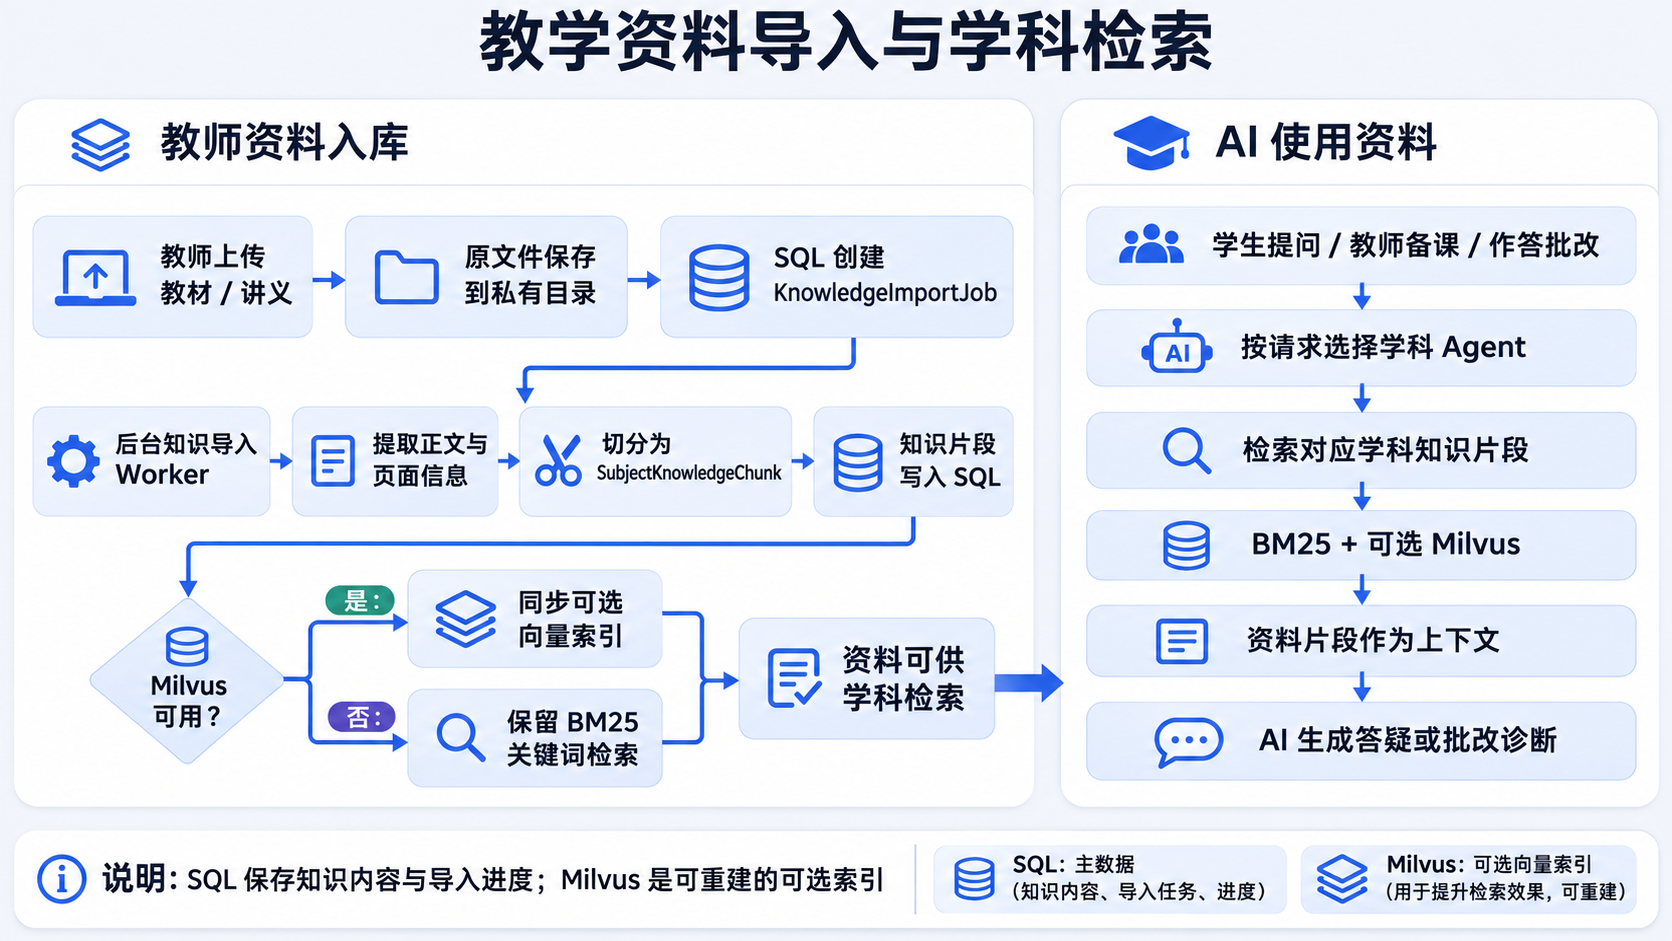 教学资料导入与学科检索
教师资料入库
教师上传
教材 / 讲义
原文件保存
到私有目录
SQL 创建
KnowledgeImportJob
后台知识导入
Worker
提取正文与
页面信息
切分为
SubjectKnowledgeChunk
知识片段
写入 SQL
Milvus
可用？
是：
同步可选
向量索引
否：
保留 BM25
关键词检索
资料可供
学科检索
AI 使用资料
学生提问 / 教师备课 / 作答批改
AI
按请求选择学科 Agent
检索对应学科知识片段
BM25 + 可选 Milvus
资料片段作为上下文
AI 生成答疑或批改诊断
说明：SQL 保存知识内容与导入进度；Milvus 是可重建的可选索引
SQL：主数据
（知识内容、导入任务、进度）
Milvus：可选向量索引
（用于提升检索效果，可重建）